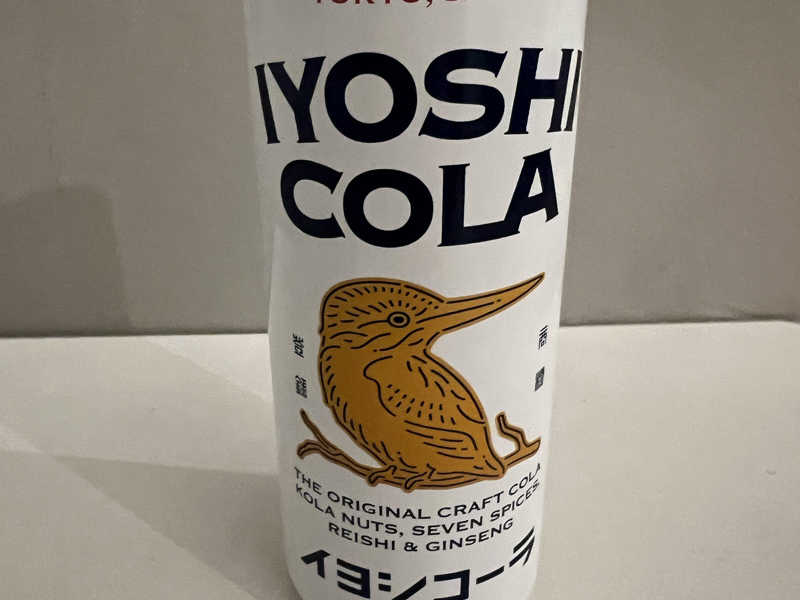 IYOSHI
COLA
THE ORIGINAL CRAFT COLA
KOLA NUTS, SEVEN SPICES,
REISHI & GINSENG
イヨシコーラ